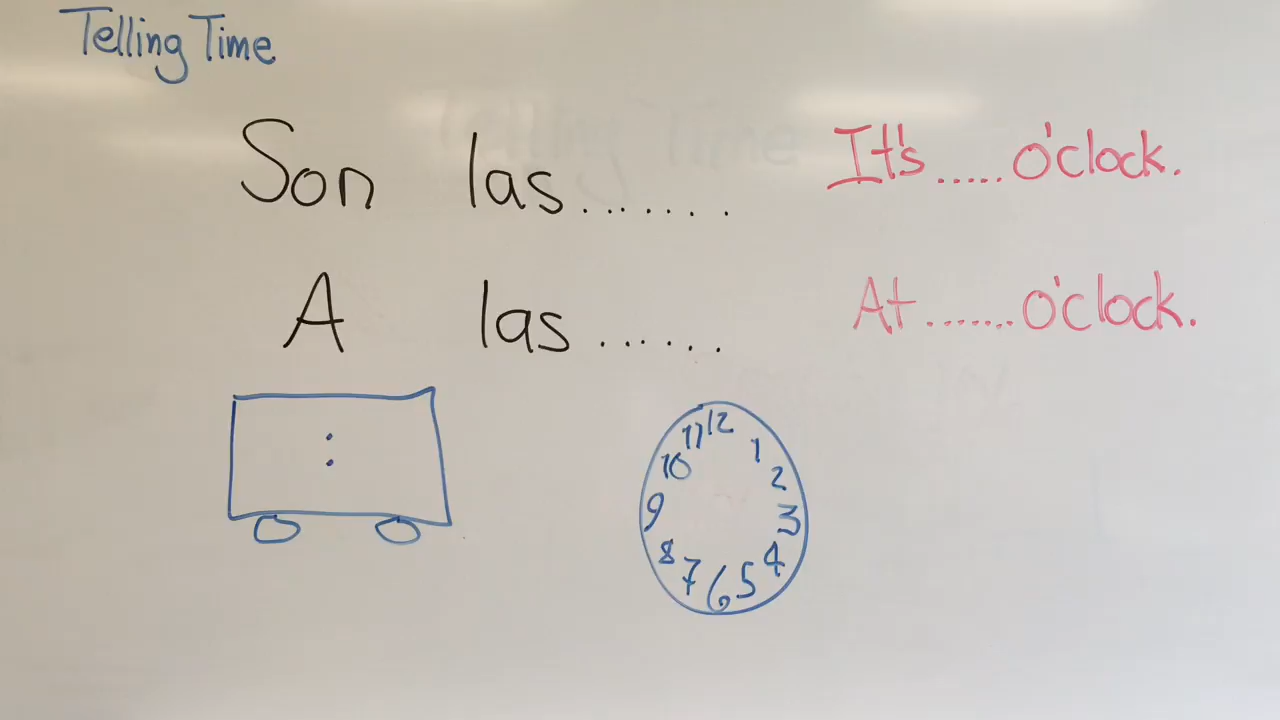 Telling Time
Son las....... It's ..... o'clock.
A las ...... At ....... o'clock.
:
12
11 1
10 2
9 3
8 4
7 6 5